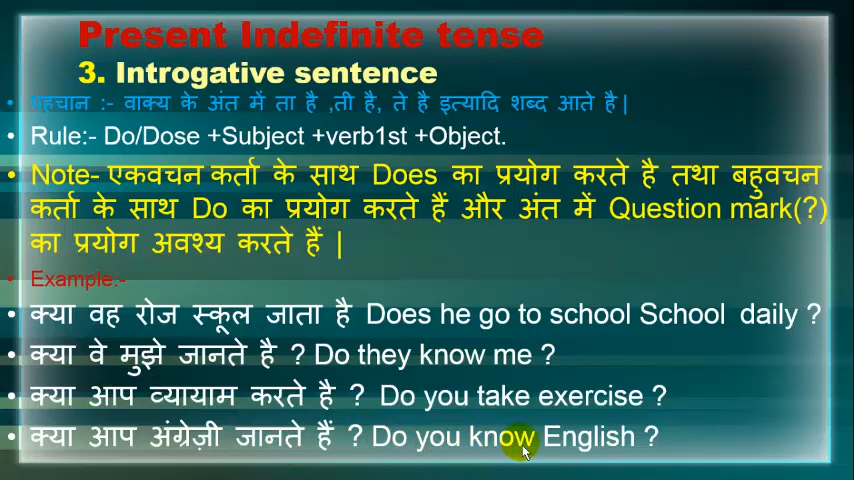 Present Indefinite tense
3. Introgative sentence
• पहचान :- वाक्य के अंत में ता है ,ती है, ते है इत्यादि शब्द आते है|
• Rule:- Do/Dose +Subject +verb1st +Object.
• Note- एकवचन कर्ता के साथ Does का प्रयोग करते है तथा बहुवचन
कर्ता के साथ Do का प्रयोग करते हैं और अंत में Question mark(?)
का प्रयोग अवश्य करते हैं |
• Example:-
• क्या वह रोज स्कूल जाता है Does he go to school School daily ?
• क्या वे मुझे जानते है ? Do they know me ?
• क्या आप व्यायाम करते है ? Do you take exercise ?
• क्या आप अंग्रेज़ी जानते हैं ? Do you know English ?